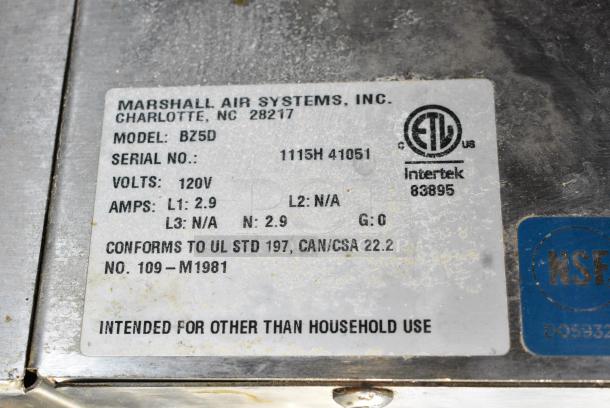 MARSHALL AIR SYSTEMS, INC.
CHARLOTTE, NC 28217
MODEL: BZ5D
SERIAL NO.: 1115H 41051
VOLTS: 120V
AMPS: L1: 2.9 L2: N/A
L3: N/A N: 2.9 G: 0
CONFORMS TO UL STD 197, CAN/CSA 22.2
NO. 109-M1981
INTENDED FOR OTHER THAN HOUSEHOLD USE
C ETL US
Intertek
83895
NSF